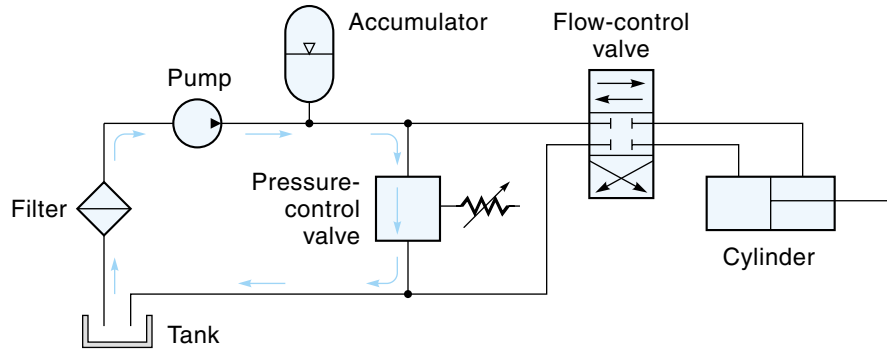 Accumulator
Flow-control
valve
Pump
Pressure-
control
valve
Filter
Cylinder
Tank